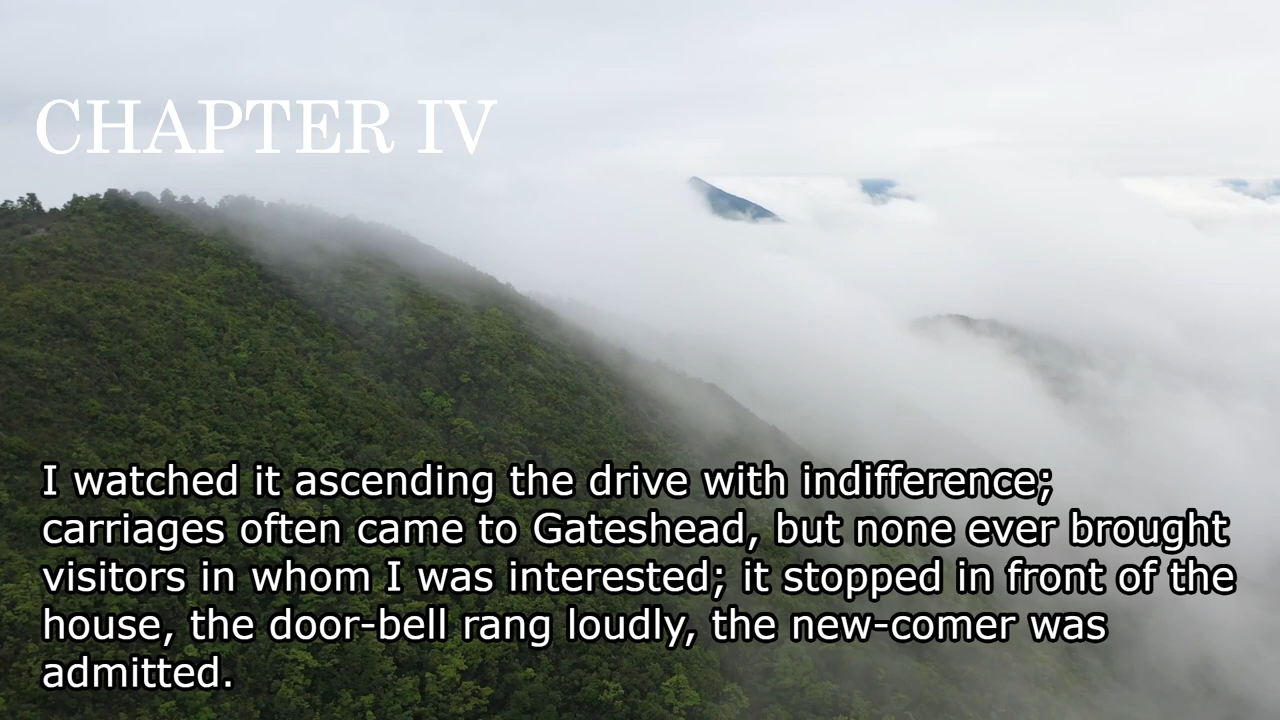 CHAPTER IV
I watched it ascending the drive with indifference;
carriages often came to Gateshead, but none ever brought
visitors in whom I was interested; it stopped in front of the
house, the door-bell rang loudly, the new-comer was
admitted.